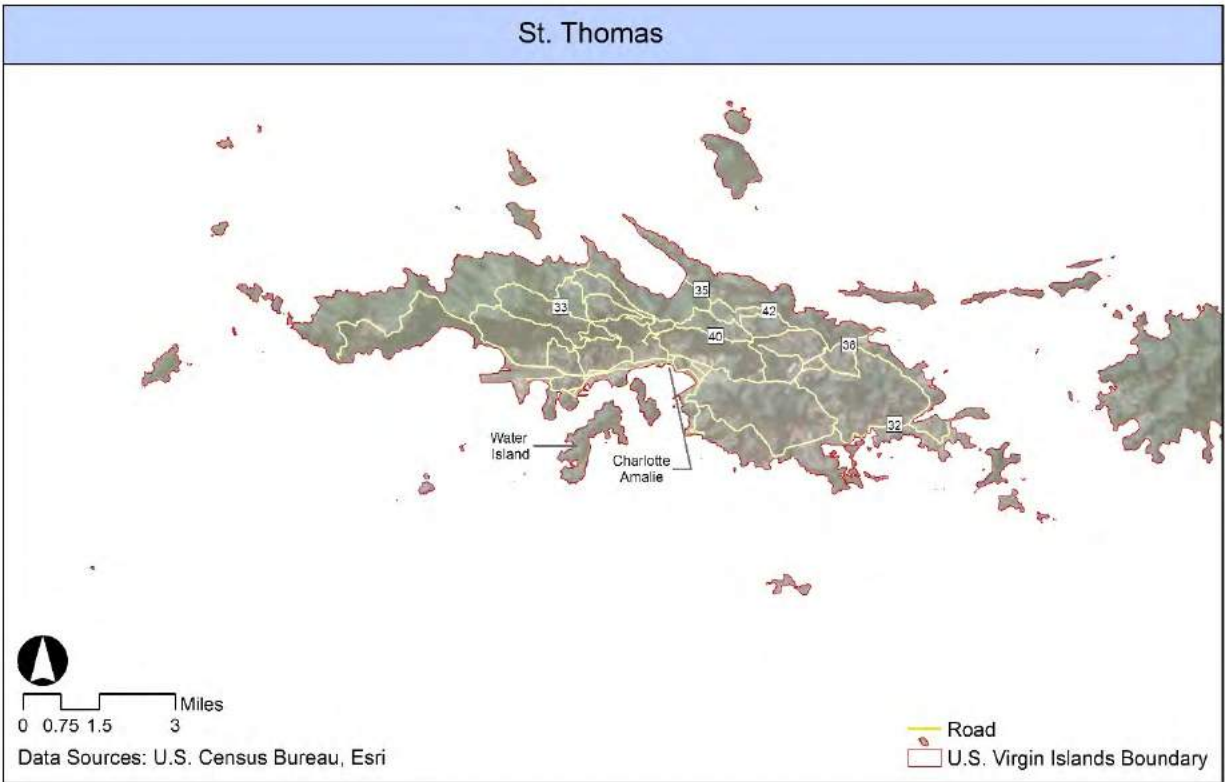 St. Thomas
35
33
42
40
38
32
Water
Island
Charlotte
Amalie
Miles
0 0.75 1.5 3
Data Sources: U.S. Census Bureau, Esri
Road
U.S. Virgin Islands Boundary